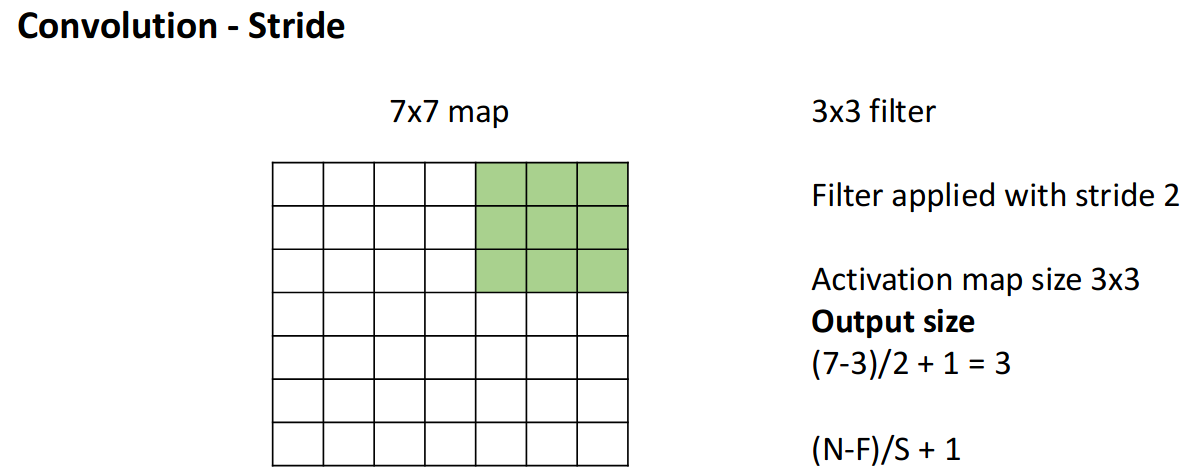 Convolution - Stride
7x7 map
3x3 filter
Filter applied with stride 2
Activation map size 3x3
Output size
(7-3)/2 + 1 = 3
(N-F)/S + 1